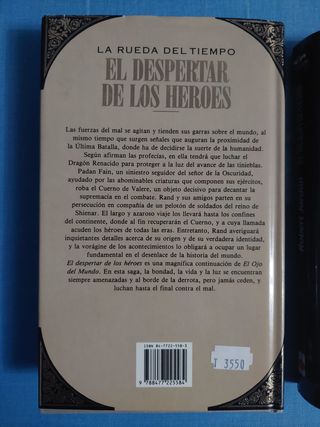 LA RUEDA DEL TIEMPO
EL DESPERTAR
DE LOS HEROES
Las fuerzas del mal se agitan y tienden sus garras sobre el mundo, al
mismo tiempo que surgen señales que auguran la proximidad de
la Última Batalla, donde ha de decidirse la suerte de la humanidad.
Según afirman las profecías, en ella tendrá que luchar el
Dragón Renacido para proteger a la luz del avance de las tinieblas.
Padan Fain, un siniestro seguidor del señor de la Oscuridad,
ayudado por las abominables criaturas que componen sus ejércitos,
roba el Cuerno de Valere, un objeto decisivo para decantar la
supremacía en el combate. Rand y sus amigos parten en su
persecución en compañía de un pelotón de soldados del reino de
Shienar. El largo y azaroso viaje los llevará hasta los confines
del continente, donde al fin recuperarán el Cuerno, y a cuya llamada
acuden los héroes de todas las eras. Entretanto, Rand averiguará
inquietantes detalles acerca de su origen y de su verdadera identidad,
y la vorágine de los acontecimientos lo obligará a ocupar un lugar
fundamental en el desenlace de la historia del mundo.
El despertar de los héroes es una magnífica continuación de El Ojo
del Mundo. En esta saga, la bondad, la vida y la luz se encuentran
siempre amenazadas y al borde de la derrota, pero jamás ceden, y
luchan hasta el final contra el mal.
ISBN 84-7722-558-3
9 788477 225584
T 3550